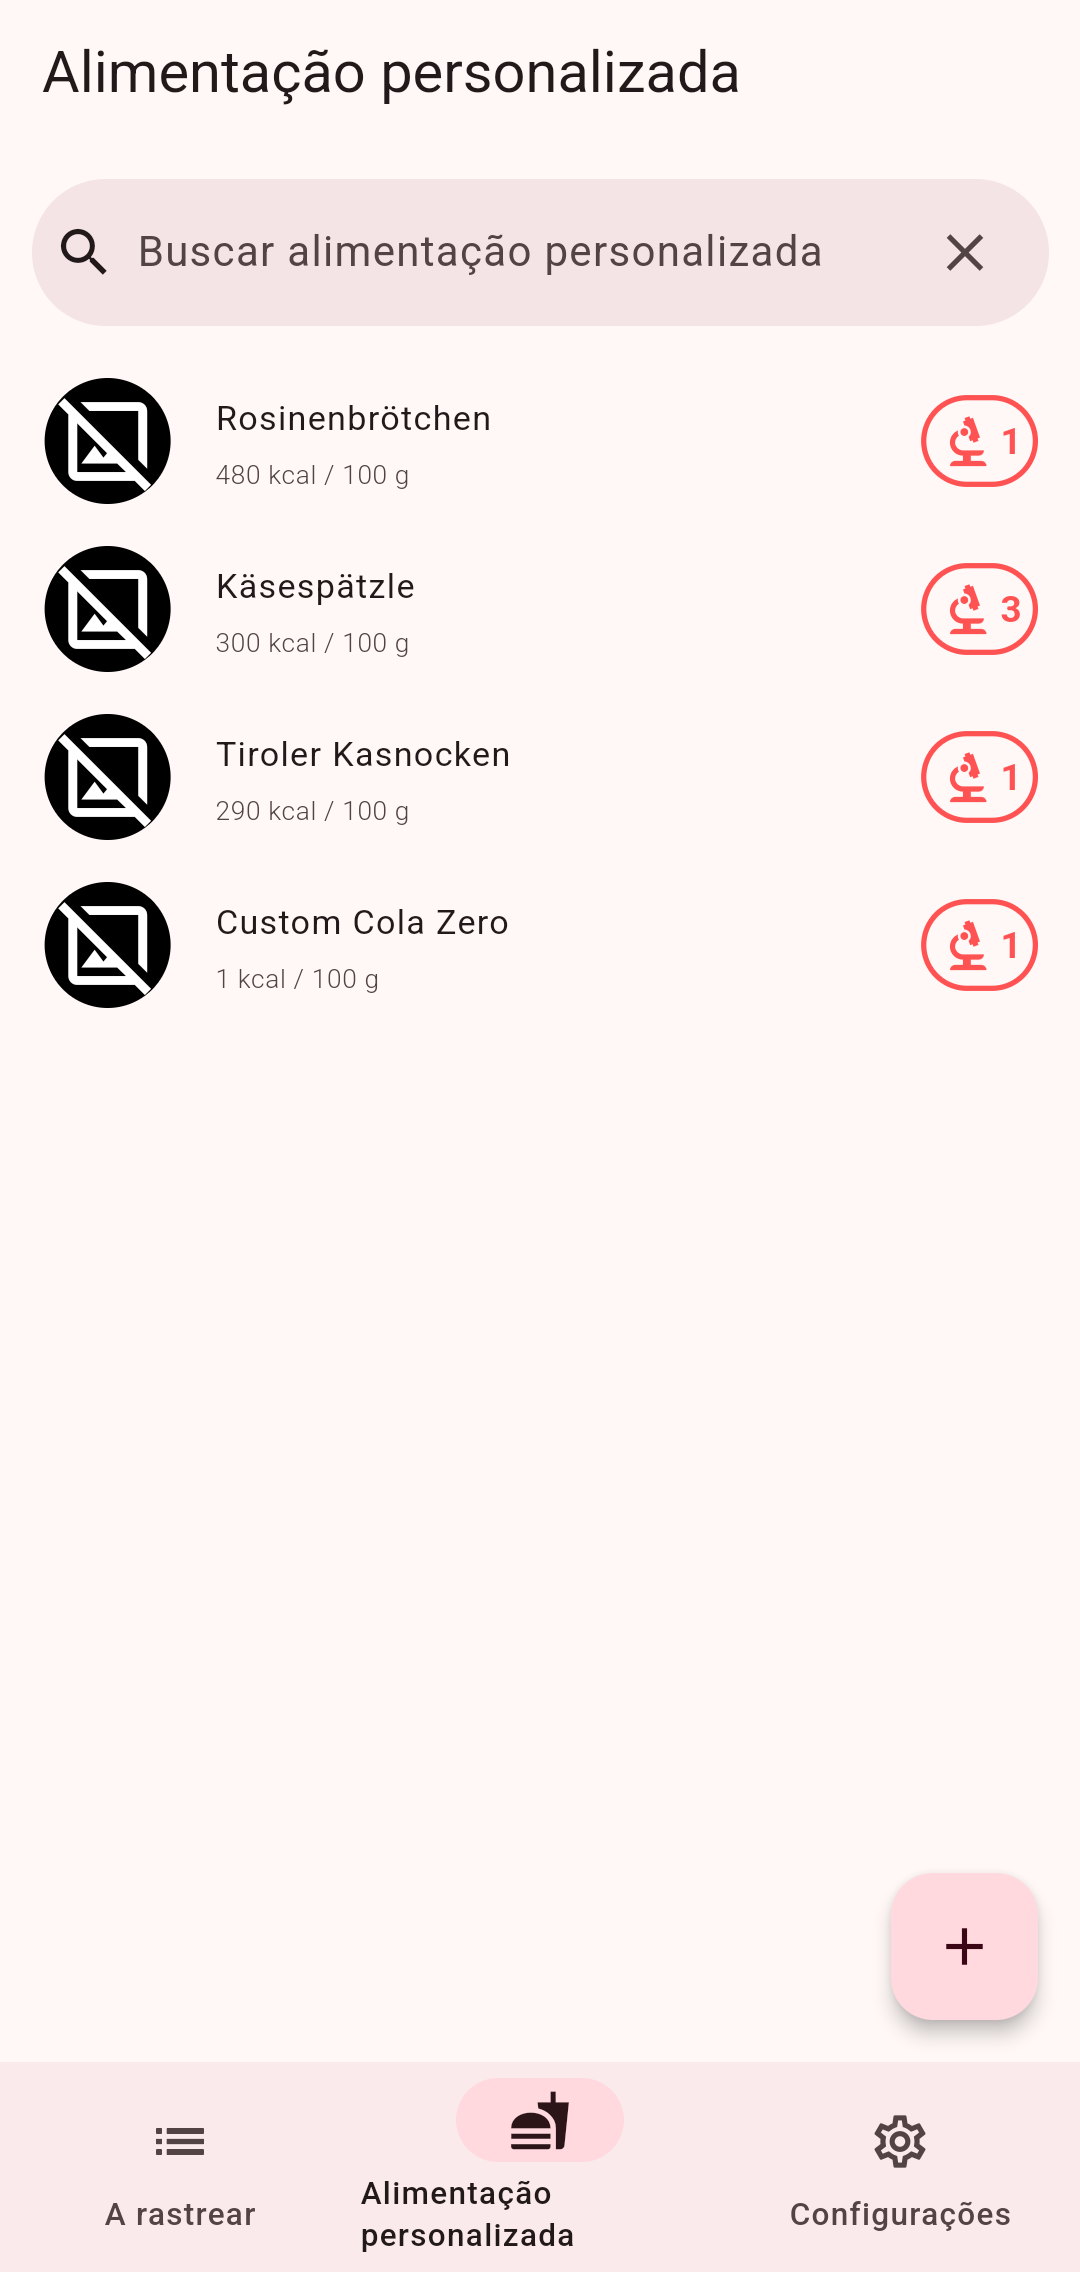 Alimentação personalizada
Buscar alimentação personalizada
Rosinenbrötchen
480 kcal / 100 g
1
Käsespätzle
300 kcal / 100 g
3
Tiroler Kasnocken
290 kcal / 100 g
1
Custom Cola Zero
1 kcal / 100 g
1
A rastrear
Alimentação
personalizada
Configurações